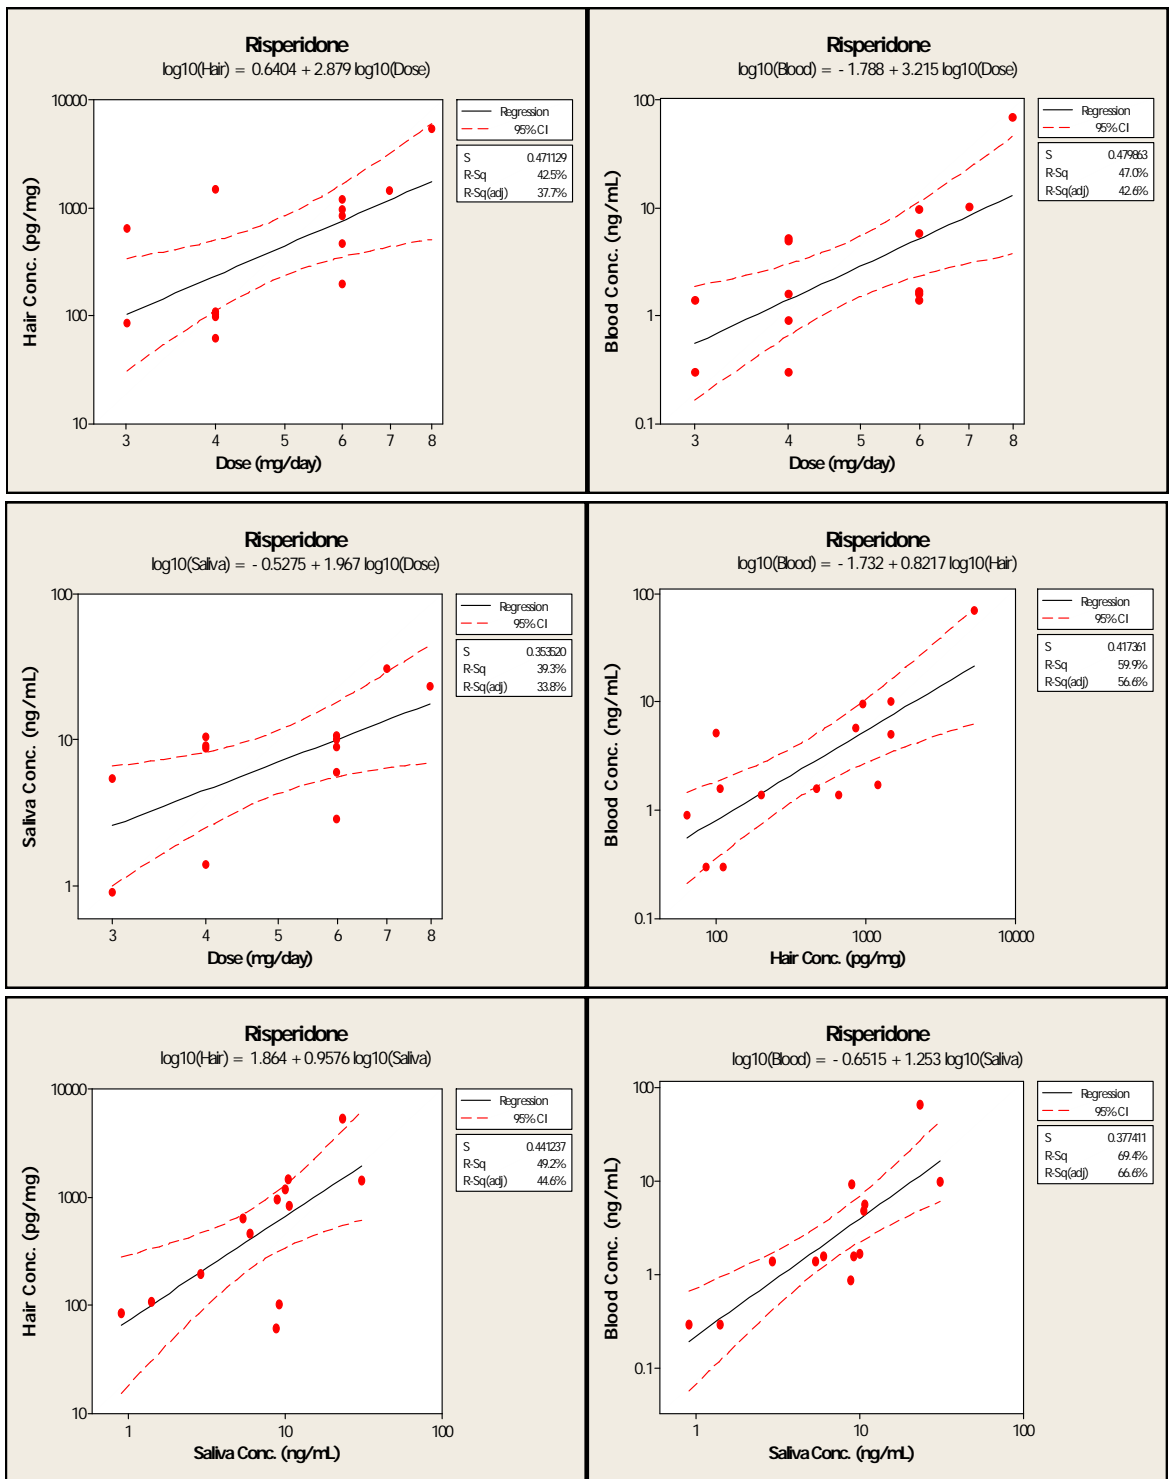 Risperidone
log10(Hair) = 0.6404 + 2.879 log10(Dose)
10000
1000
100
10
Hair Conc. (pg/mg)
3 4 5 6 7 8
Dose (mg/day)
Regression
95% CI
S 0.471129
R-Sq 42.5%
R-Sq(adj) 37.7%
Risperidone
log10(Blood) = - 1.788 + 3.215 log10(Dose)
100
10
1
0.1
Blood Conc. (ng/mL)
3 4 5 6 7 8
Dose (mg/day)
Regression
95% CI
S 0.479863
R-Sq 47.0%
R-Sq(adj) 42.6%
Risperidone
log10(Saliva) = - 0.5275 + 1.967 log10(Dose)
100
10
1
Saliva Conc. (ng/mL)
3 4 5 6 7 8
Dose (mg/day)
Regression
95% CI
S 0.353520
R-Sq 39.3%
R-Sq(adj) 33.8%
Risperidone
log10(Blood) = - 1.732 + 0.8217 log10(Hair)
100
10
1
0.1
Blood Conc. (ng/mL)
100 1000 10000
Hair Conc. (pg/mg)
Regression
95% CI
S 0.417361
R-Sq 59.9%
R-Sq(adj) 56.6%
Risperidone
log10(Hair) = 1.864 + 0.9576 log10(Saliva)
10000
1000
100
10
Hair Conc. (pg/mg)
1 10 100
Saliva Conc. (ng/mL)
Regression
95% CI
S 0.441237
R-Sq 49.2%
R-Sq(adj) 44.6%
Risperidone
log10(Blood) = - 0.6515 + 1.253 log10(Saliva)
100
10
1
0.1
Blood Conc. (ng/mL)
1 10 100
Saliva Conc. (ng/mL)
Regression
95% CI
S 0.377411
R-Sq 69.4%
R-Sq(adj) 66.6%